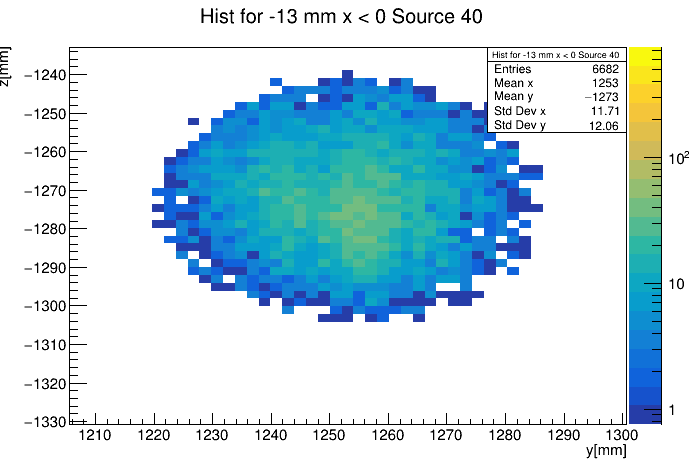 Hist for -13 mm x < 0 Source 40
z[mm]
Hist for -13 mm x < 0 Source 40
Entries 6682
Mean x 1253
Mean y −1273
Std Dev x 11.71
Std Dev y 12.06
−1240
−1250
−1260
−1270
−1280
−1290
−1300
−1310
−1320
−1330
10²
10
1
1210 1220 1230 1240 1250 1260 1270 1280 1290 1300
y[mm]